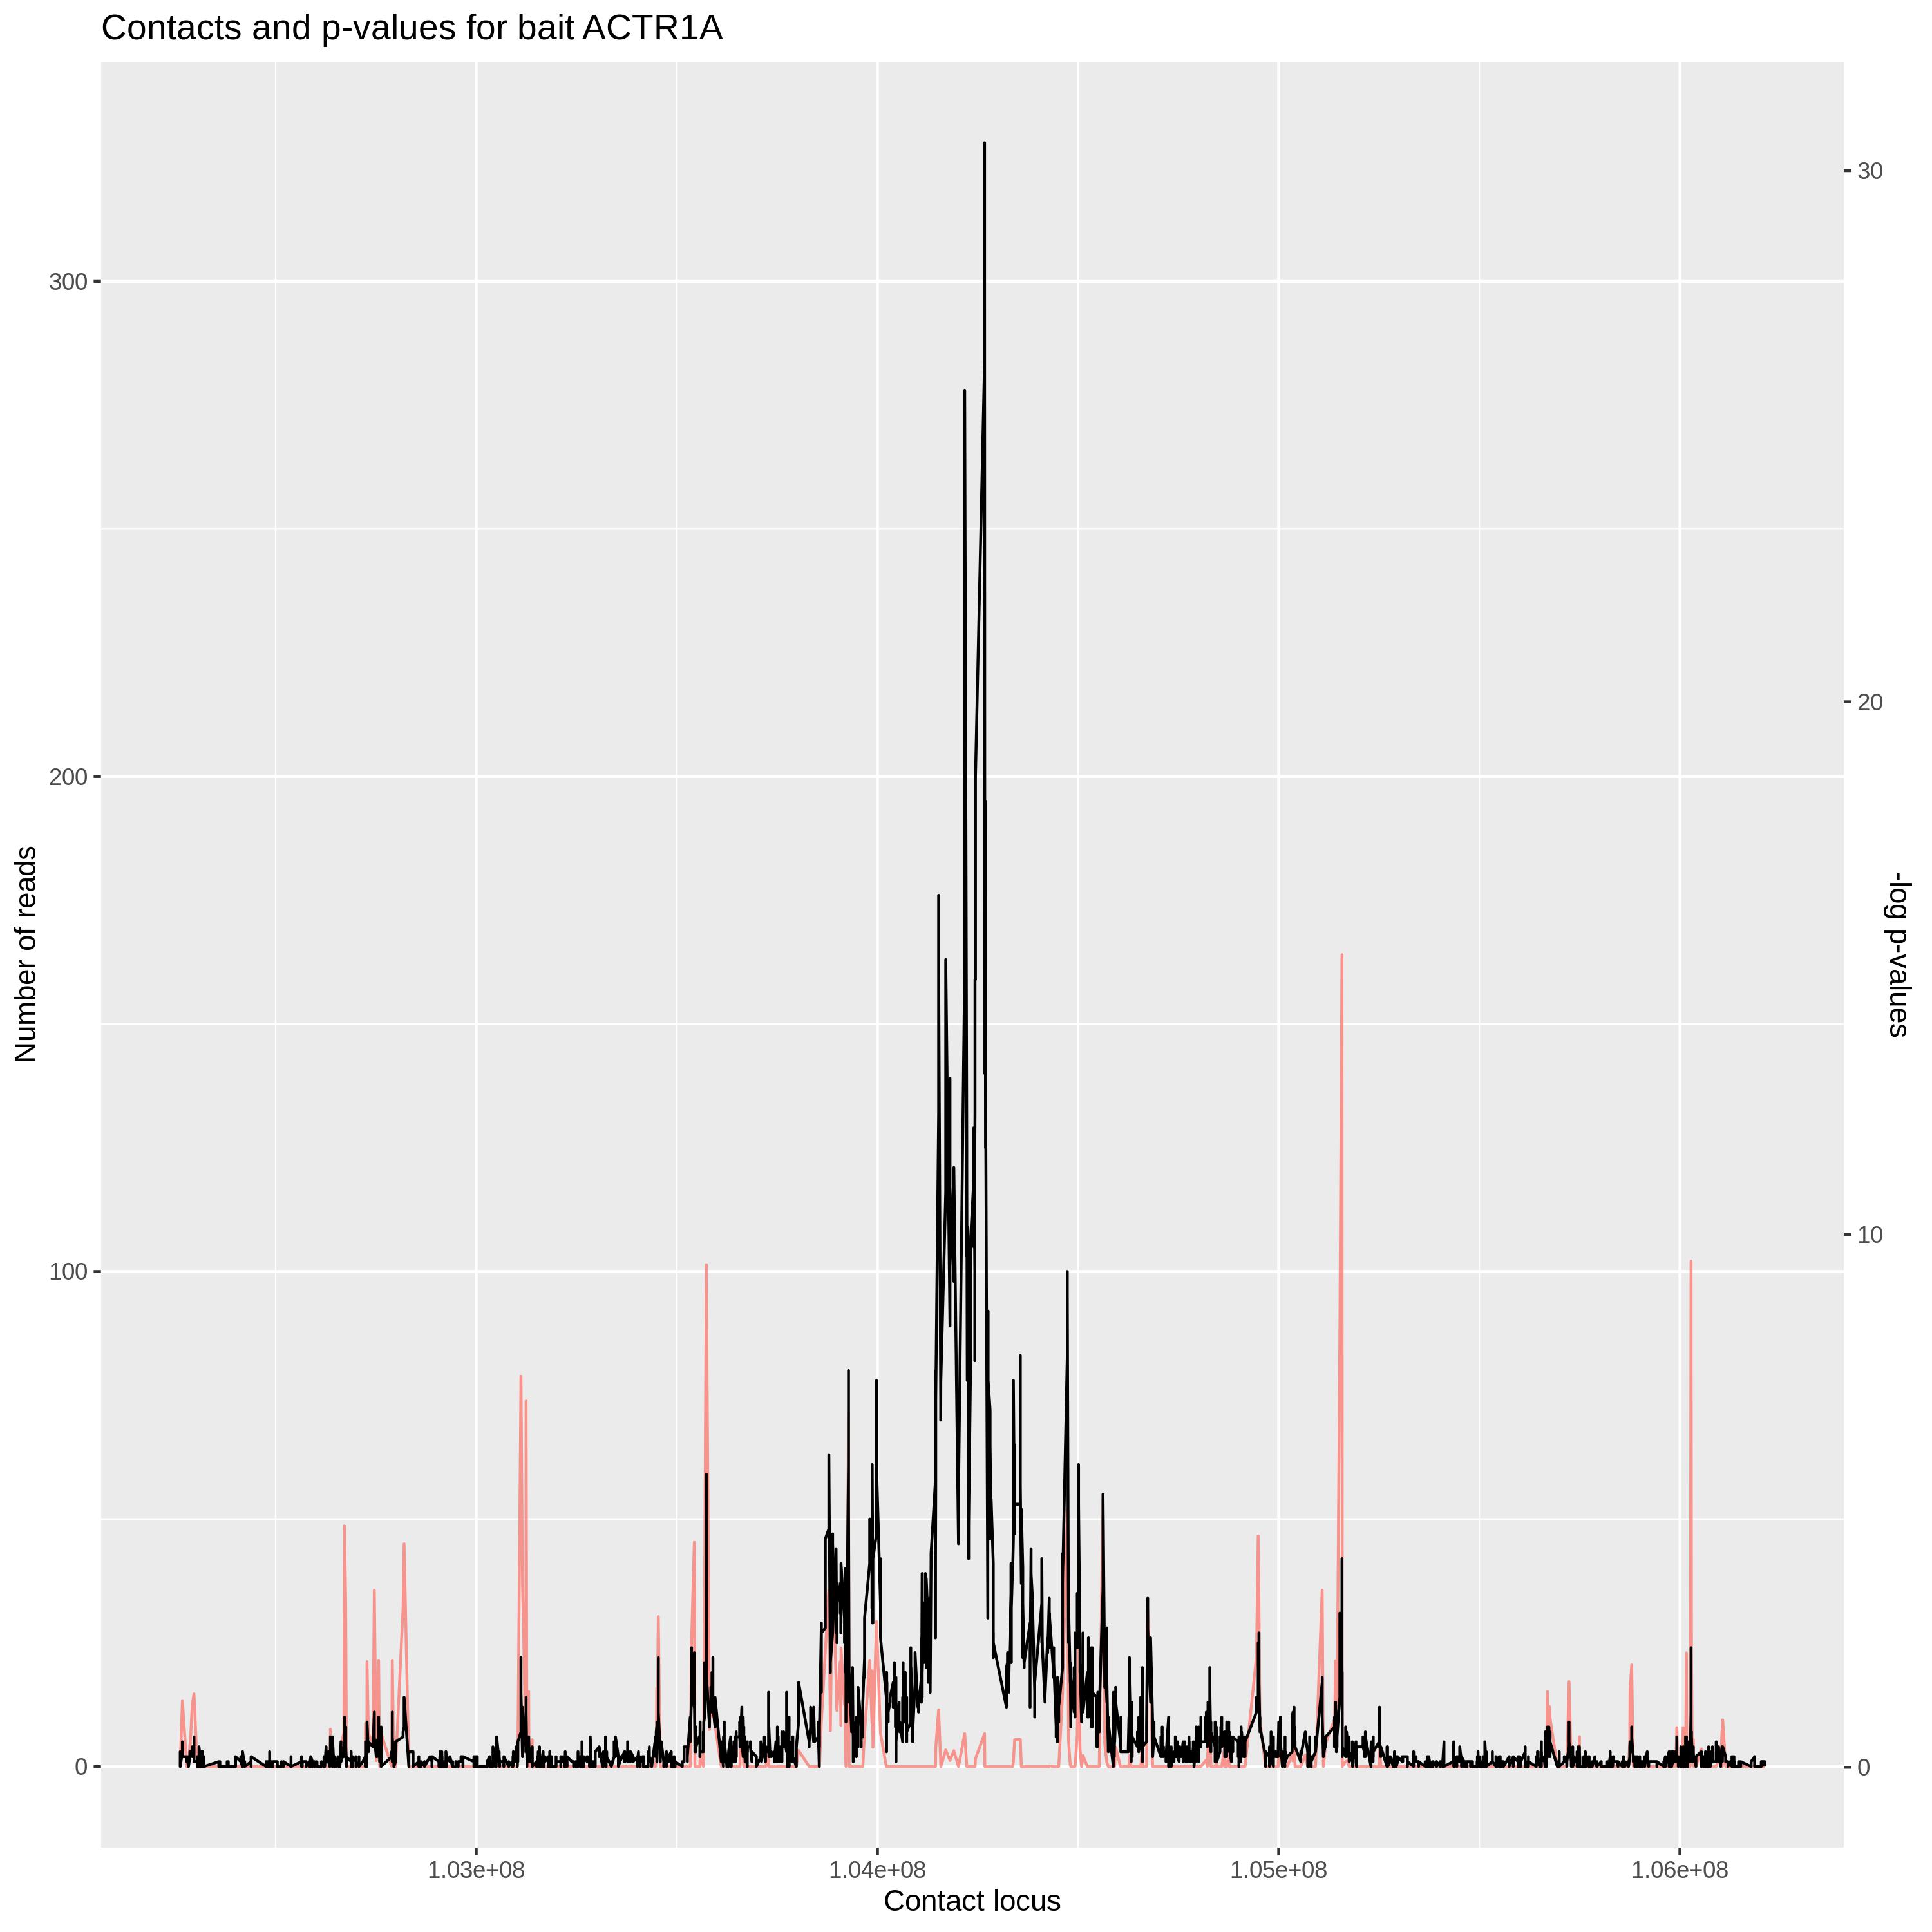 Contacts and p-values for bait ACTR1A
300
200
100
0
30
20
10
0
Number of reads
-log p-values
1.03e+08
1.04e+08
1.05e+08
1.06e+08
Contact locus